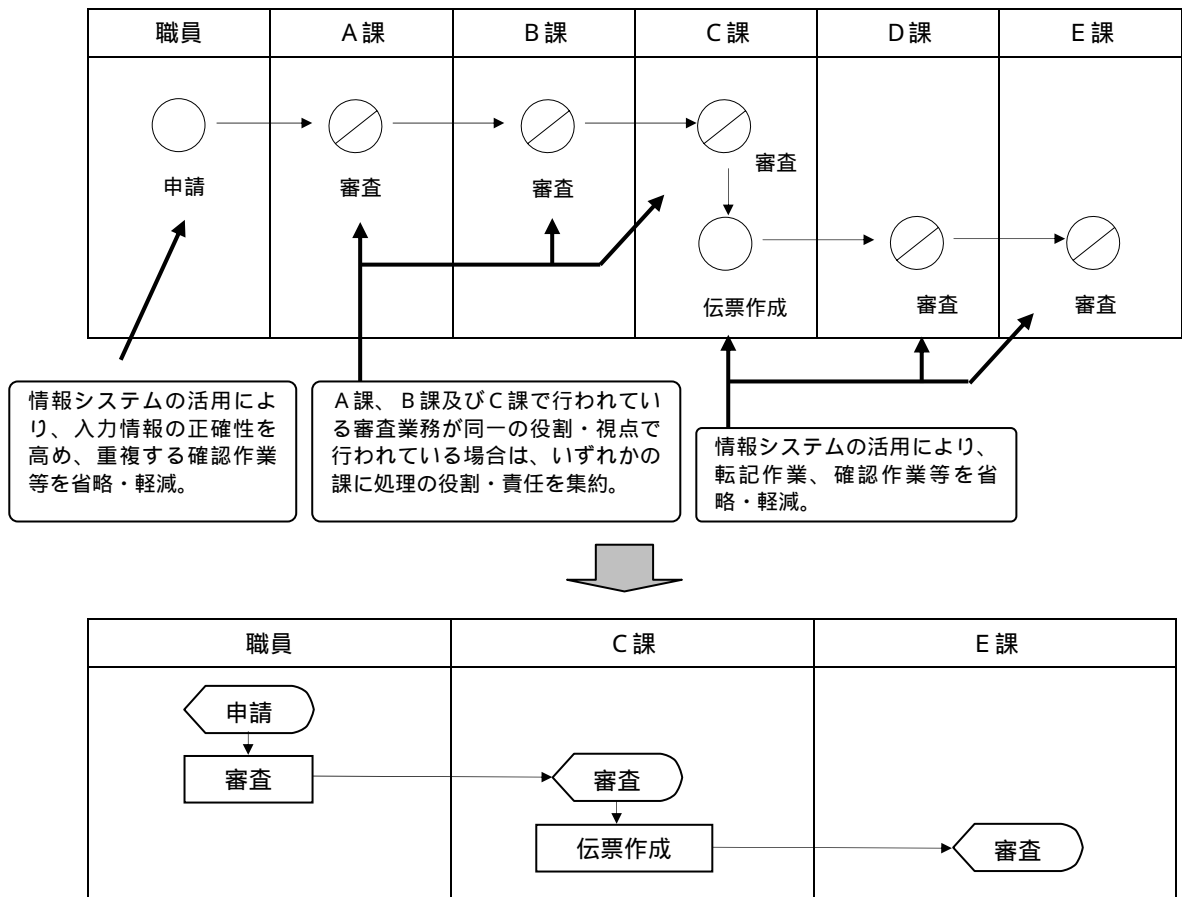 職員
A課
B課
C課
D課
E課
申請
審査
審査
審査
伝票作成
審査
審査
情報システムの活用によ
り、入力情報の正確性を
高め、重複する確認作業
等を省略・軽減。
A課、B課及びC課で行われてい
る審査業務が同一の役割・視点で
行われている場合は、いずれかの
課に処理の役割・責任を集約。
情報システムの活用により、
転記作業、確認作業等を省
略・軽減。
職員
C課
E課
申請
審査
審査
伝票作成
審査